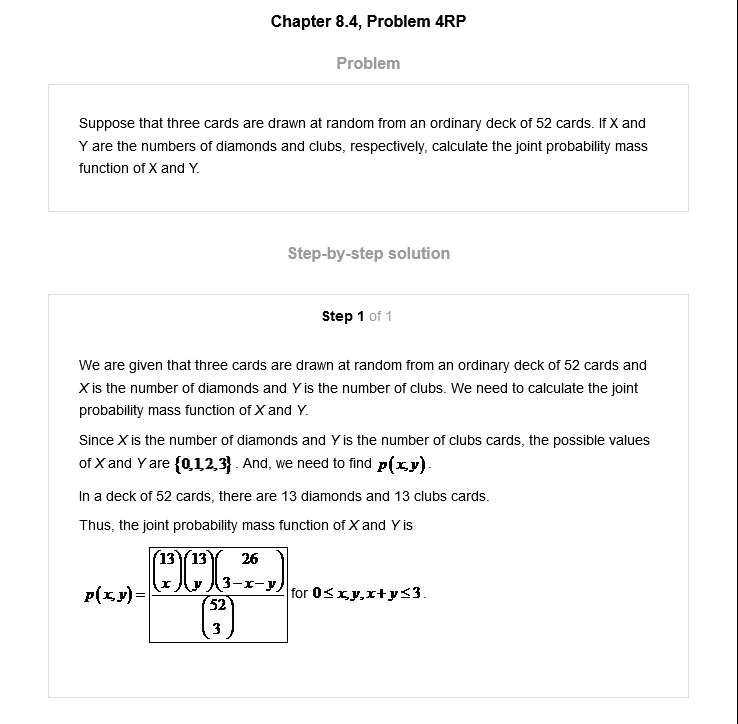 Chapter 8.4, Problem 4RP
Problem
Suppose that three cards are drawn at random from an ordinary deck of 52 cards. If X and
Y are the numbers of diamonds and clubs, respectively, calculate the joint probability mass
function of X and Y.
Step-by-step solution
Step 1 of 1
We are given that three cards are drawn at random from an ordinary deck of 52 cards and
X is the number of diamonds and Y is the number of clubs. We need to calculate the joint
probability mass function of X and Y.
Since X is the number of diamonds and Y is the number of clubs cards, the possible values
of X and Y are {0,1,2,3} . And, we need to find p(x,y).
In a deck of 52 cards, there are 13 diamonds and 13 clubs cards.
Thus, the joint probability mass function of X and Y is
(13) (13) ( 26 )
p(x,y)= (x) (y) (3-x-y) for 0≤x,y,x+y≤3.
(52)
(3)